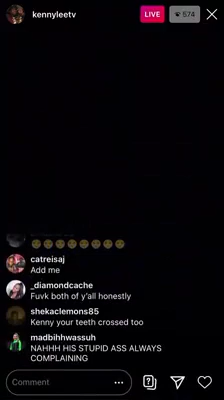 kennyleetv
LIVE
574
catreisaj
Add me
_diamondcache
Fuvk both of y'all honestly
shekaclemons85
Kenny your teeth crossed too
madbihhwassuh
NAHHH HIS STUPID ASS ALWAYS
COMPLAINING
Comment